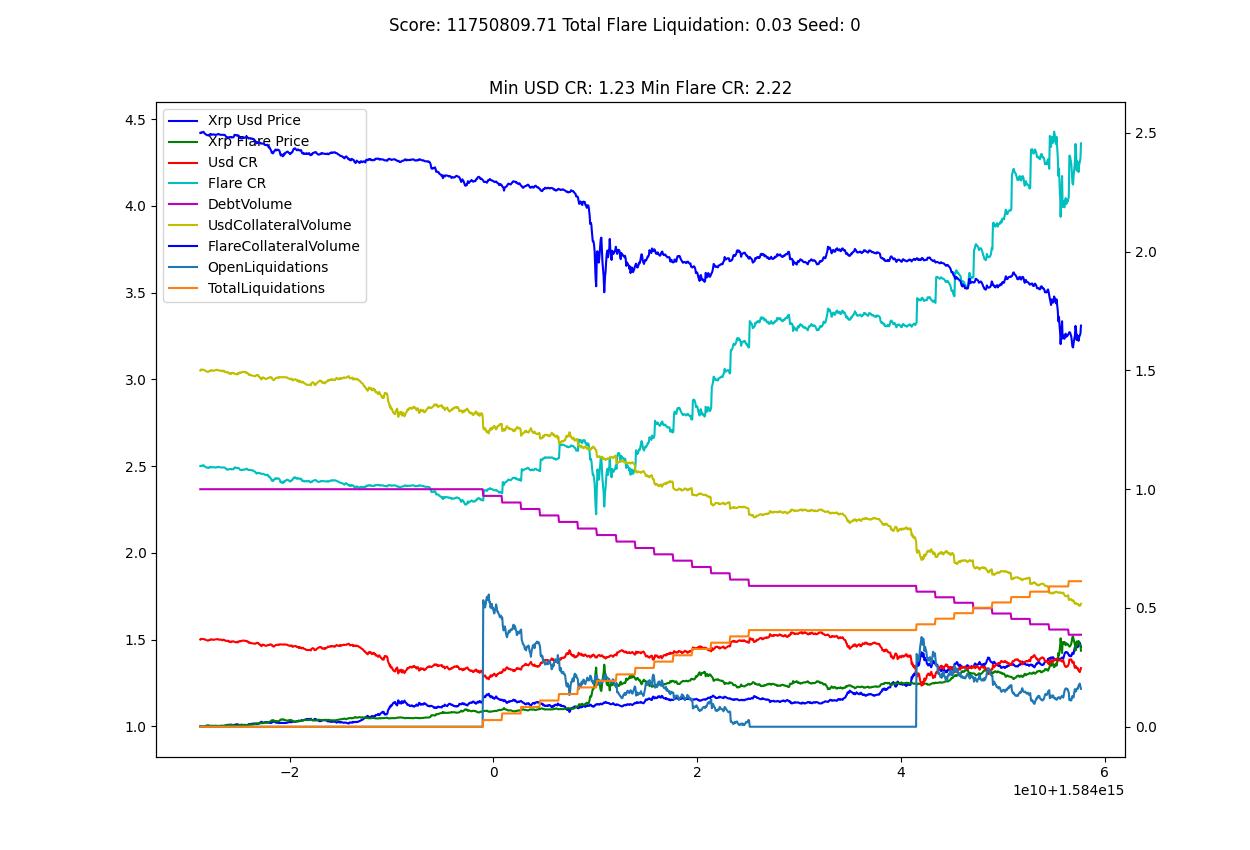 Score: 11750809.71 Total Flare Liquidation: 0.03 Seed: 0
Min USD CR: 1.23 Min Flare CR: 2.22
Xrp Usd Price
Xrp Flare Price
Usd CR
Flare CR
DebtVolume
UsdCollateralVolume
FlareCollateralVolume
OpenLiquidations
TotalLiquidations
4.5
4.0
3.5
3.0
2.5
2.0
1.5
1.0
2.5
2.0
1.5
1.0
0.5
0.0
−2
0
2
4
6
1e10+1.584e15